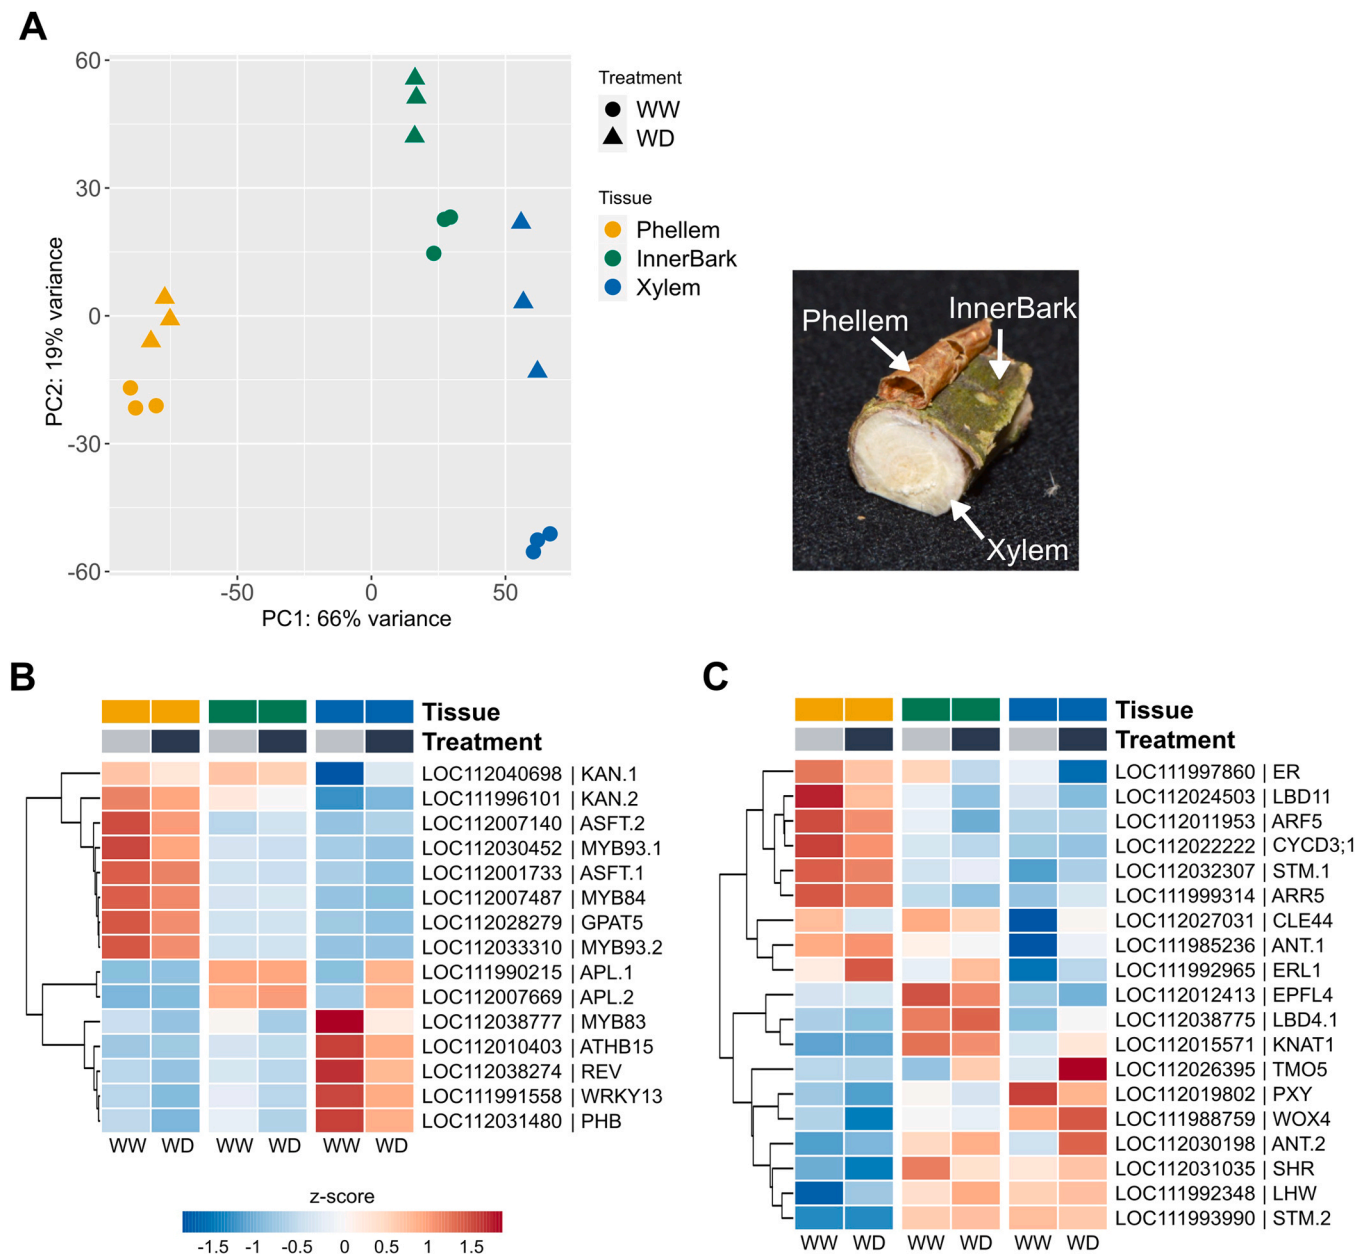 A
60
30
0
-30
-60
PC2: 19% variance
-50
0
50
PC1: 66% variance
Treatment
WW
WD
Tissue
Phellem
InnerBark
Xylem
Phellem
InnerBark
Xylem
B
Tissue
Treatment
LOC112040698 | KAN.1
LOC111996101 | KAN.2
LOC112007140 | ASFT.2
LOC112030452 | MYB93.1
LOC112001733 | ASFT.1
LOC112007487 | MYB84
LOC112028279 | GPAT5
LOC112033310 | MYB93.2
LOC111990215 | APL.1
LOC112007669 | APL.2
LOC112038777 | MYB83
LOC112010403 | ATHB15
LOC112038274 | REV
LOC111991558 | WRKY13
LOC112031480 | PHB
WW WD WW WD WW WD
z-score
-1.5 -1 -0.5 0 0.5 1 1.5
C
Tissue
Treatment
LOC111997860 | ER
LOC112024503 | LBD11
LOC112011953 | ARF5
LOC112022222 | CYCD3;1
LOC112032307 | STM.1
LOC111999314 | ARR5
LOC112027031 | CLE44
LOC111985236 | ANT.1
LOC111992965 | ERL1
LOC112012413 | EPFL4
LOC112038775 | LBD4.1
LOC112015571 | KNAT1
LOC112026395 | TMO5
LOC112019802 | PXY
LOC111988759 | WOX4
LOC112030198 | ANT.2
LOC112031035 | SHR
LOC111992348 | LHW
LOC111993990 | STM.2
WW WD WW WD WW WD